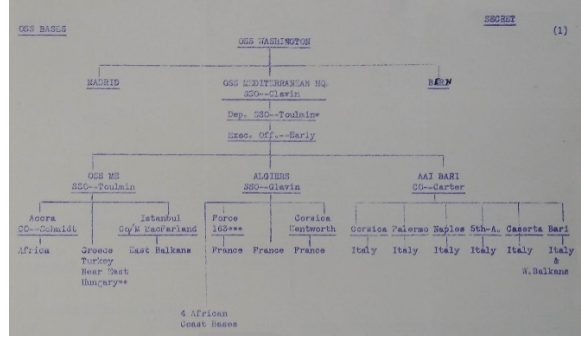 OSS BASES
SECRET
(1)
OSS WASHINGTON
MADRID
OSS MEDITERRANEAN HQ.
SSO--Glavin
BERN
Dep. SSO--Toulmin*
Exec. Off.--Early
OSS ME
SSO--Toulmin
ALGIERS
SSO--Glavin
AAI BARI
CO--Carter
Accra
CO--Schmidt
Istanbul
CO/M MacFarland
Force
163***
Corsica
Wentworth
Corsica
Palermo
Naples
5th-A.
Caserta
Bari
Africa
Greece
Turkey
Near East
Hungary**
East Balkans
France
France
France
Italy
Italy
Italy
Italy
Italy
Italy
&
W.Balkans
4 African
Coast Bases